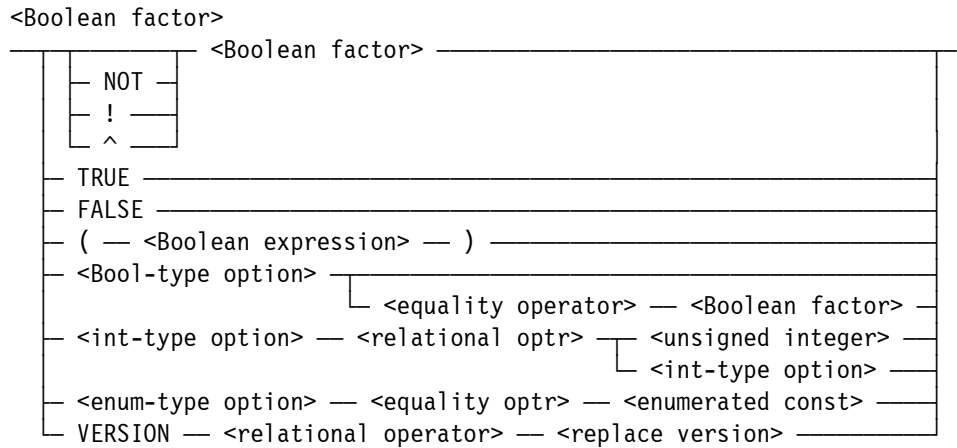 <Boolean factor>
<Boolean factor>
NOT
!
^
TRUE
FALSE
( — <Boolean expression> — )
<Bool-type option>
<equality operator> — <Boolean factor>
<int-type option> — <relational optr> — <unsigned integer>
<int-type option>
<enum-type option> — <equality optr> — <enumerated const>
VERSION — <relational operator> — <replace version>